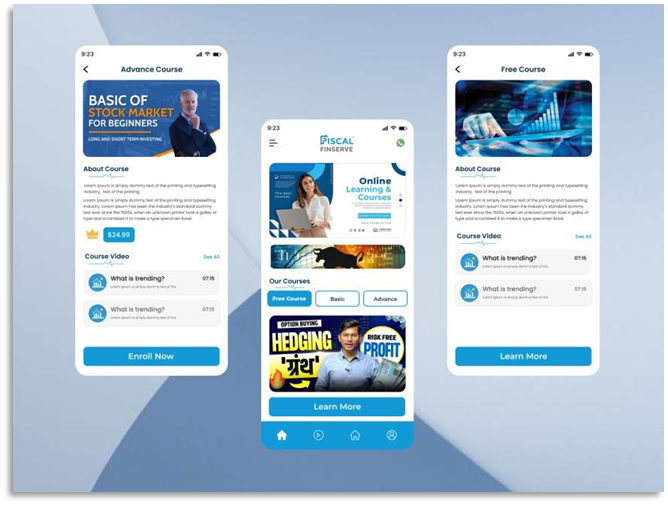 9:23
Advance Course
BASIC OF
STOCK MARKET
FOR BEGINNERS
LONG AND SHORT TERM INVESTING
About Course
Lorem Ipsum is simply dummy text of the printing and typesetting
industry. text of the printing
Lorem Ipsum is simply dummy text of the printing and typesetting
industry. Lorem Ipsum has been the industry's standard dummy
text ever since the 1500s, when an unknown printer took a galley of
type and scrambled it to make a type specimen book
$24.99
Course Video
See All
What is trending?
07:15
Lorem Ipsum is simply dummy text of the
What is trending?
07:15
Lorem Ipsum is simply dummy text of the
Enroll Now
9:23
FISCAL
FINSERVE
Online
Learning &
Courses
Our Courses
Free Course
Basic
Advance
OPTION BUYING
HEDGING
'ग्रंथ'
RISK FREE
PROFIT
Learn More
9:23
Free Course
About Course
Lorem Ipsum is simply dummy text of the printing and typesetting
industry. text of the printing
Lorem Ipsum is simply dummy text of the printing and typesetting
industry. Lorem Ipsum has been the industry's standard dummy
text ever since the 1500s, when an unknown printer took a galley of
type and scrambled it to make a type specimen book
Course Video
See All
What is trending?
07:15
Lorem Ipsum is simply dummy text of the
What is trending?
07:15
Lorem Ipsum is simply dummy text of the
Learn More